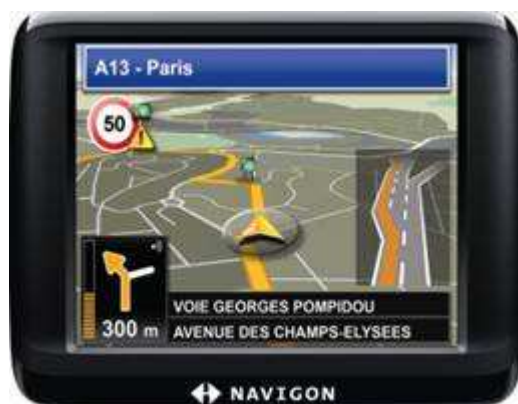 A13 - Paris
50
300 m
VOIE GEORGES POMPIDOU
AVENUE DES CHAMPS-ELYSEES
NAVIGON